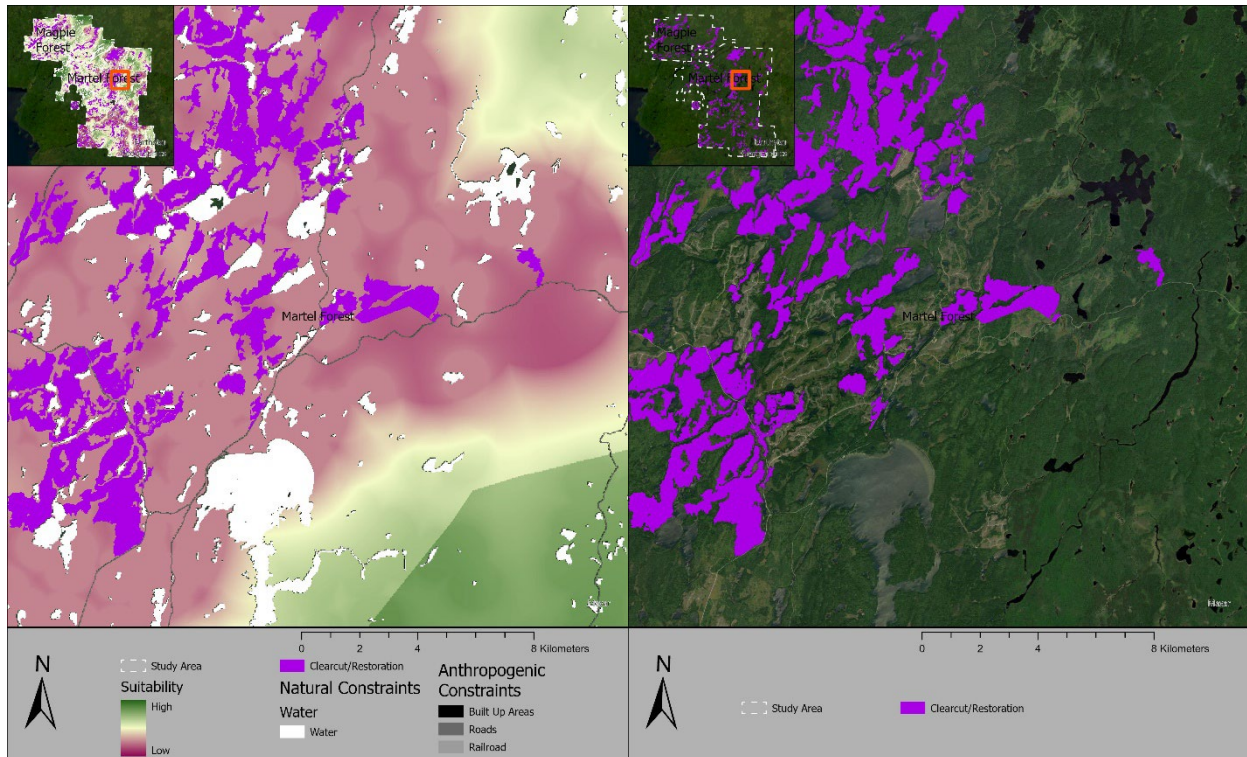 Magpie
Forest
Martel Forest
Martel Forest
Maxar
0 2 4 8 Kilometers
N
Study Area
Suitability
High
Low
Clearcut/Restoration
Natural Constraints
Water
Water
Anthropogenic
Constraints
Built Up Areas
Roads
Railroad
Magpie
Forest
Martel Forest
Martel Forest
Maxar
0 2 4 8 Kilometers
N
Study Area
Clearcut/Restoration